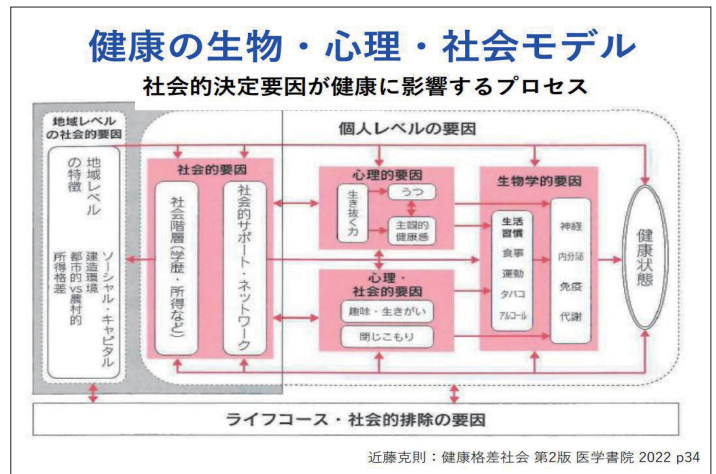 健康の生物・心理・社会モデル
社会的決定要因が健康に影響するプロセス
地域レベル
の社会的要因
地域レベル
の特徴
ソーシャル・キャピタル
建造環境
都市的vs農村的
所得格差
個人レベルの要因
社会的要因
社会階層(学歴・所得など)
社会的サポート・ネットワーク
心理的要因
生き抜く力
うつ
主観的
健康感
心理・
社会的要因
趣味・生きがい
閉じこもり
生物学的要因
生活
習慣
食事
運動
タバコ
アルコール
神経
内分泌
免疫
代謝
健康状態
ライフコース・社会的排除の要因
近藤克則:健康格差社会 第2版 医学書院 2022 p34